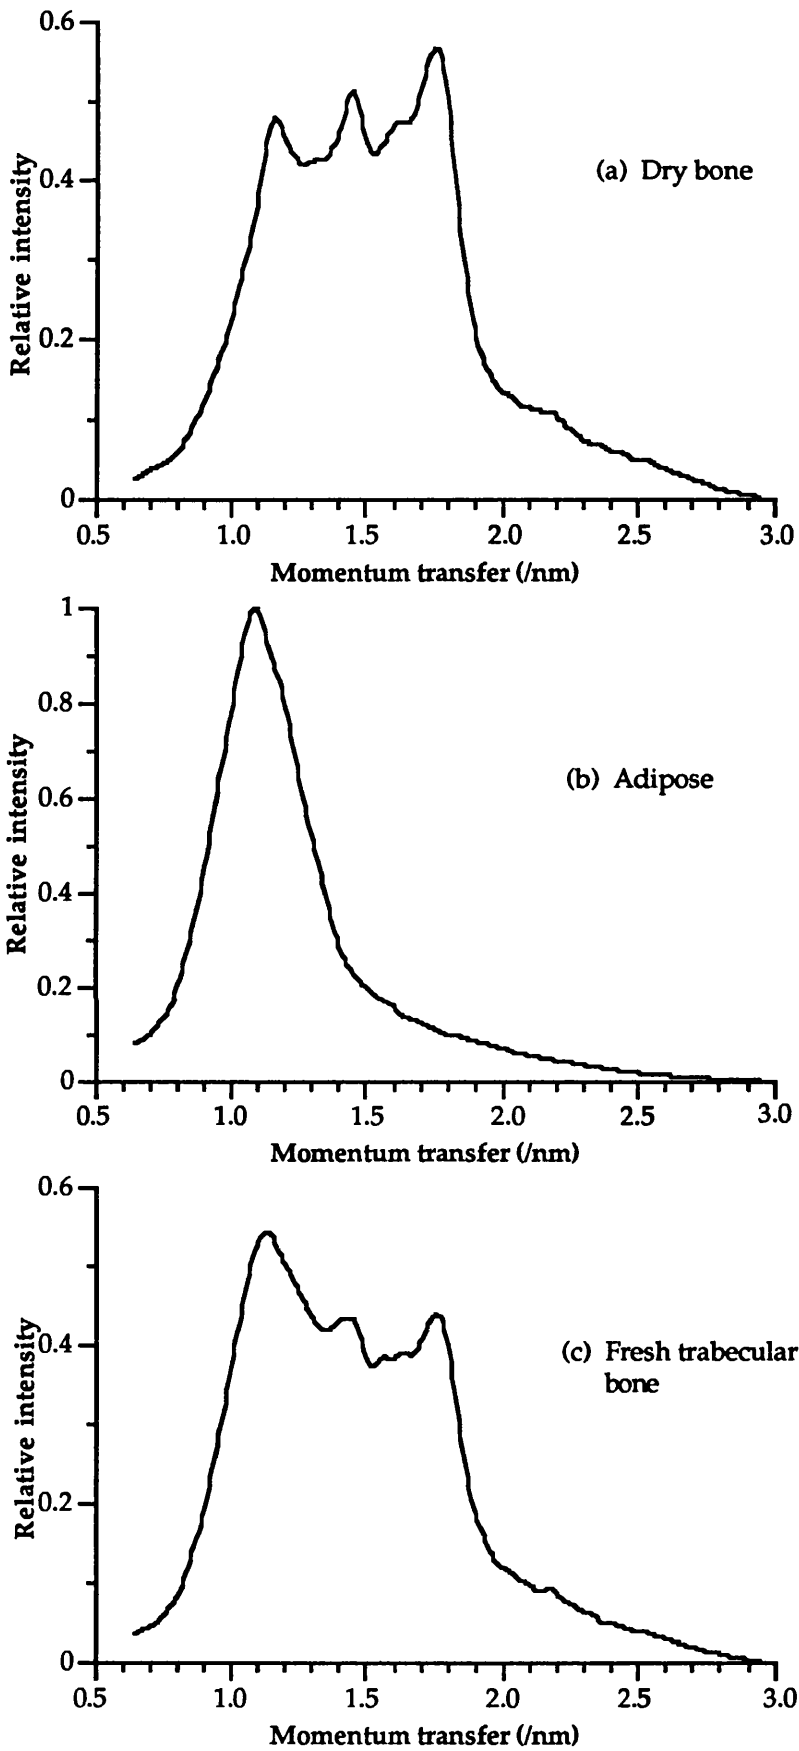 0.6
0.4
0.2
0
Relative intensity
(a) Dry bone
0.5 1.0 1.5 2.0 2.5 3.0
Momentum transfer (/nm)
1
0.8
0.6
0.4
0.2
0
Relative intensity
(b) Adipose
0.5 1.0 1.5 2.0 2.5 3.0
Momentum transfer (/nm)
0.6
0.4
0.2
0
Relative intensity
(c) Fresh trabecular
bone
0.5 1.0 1.5 2.0 2.5 3.0
Momentum transfer (/nm)